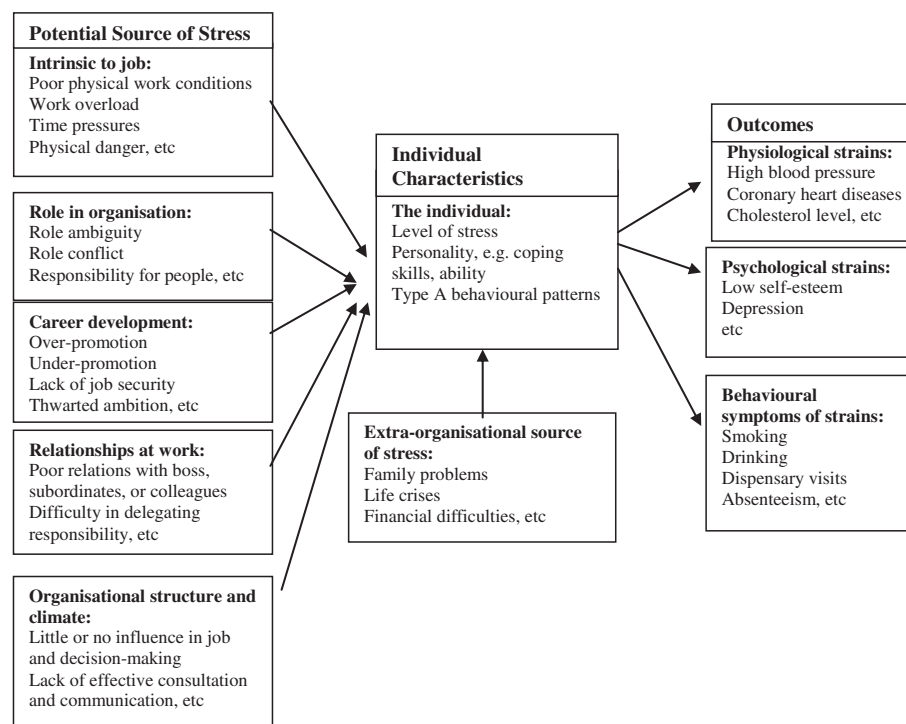 Potential Source of Stress
Intrinsic to job:
Poor physical work conditions
Work overload
Time pressures
Physical danger, etc
Role in organisation:
Role ambiguity
Role conflict
Responsibility for people, etc
Career development:
Over-promotion
Under-promotion
Lack of job security
Thwarted ambition, etc
Relationships at work:
Poor relations with boss,
subordinates, or colleagues
Difficulty in delegating
responsibility, etc
Organisational structure and
climate:
Little or no influence in job
and decision-making
Lack of effective consultation
and communication, etc
Individual
Characteristics
The individual:
Level of stress
Personality, e.g. coping
skills, ability
Type A behavioural patterns
Extra-organisational source
of stress:
Family problems
Life crises
Financial difficulties, etc
Outcomes
Physiological strains:
High blood pressure
Coronary heart diseases
Cholesterol level, etc
Psychological strains:
Low self-esteem
Depression
etc
Behavioural
symptoms of strains:
Smoking
Drinking
Dispensary visits
Absenteeism, etc